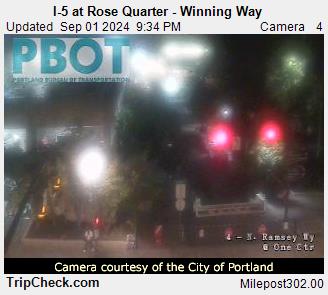 I-5 at Rose Quarter - Winning Way
Updated Sep 01 2024 9:34 PM Camera 4
PBOT
PORTLAND BUREAU OF TRANSPORTATION
4 - N. Ramsey Wy
@ One Ctr
Camera courtesy of the City of Portland
TripCheck.com Milepost302.00